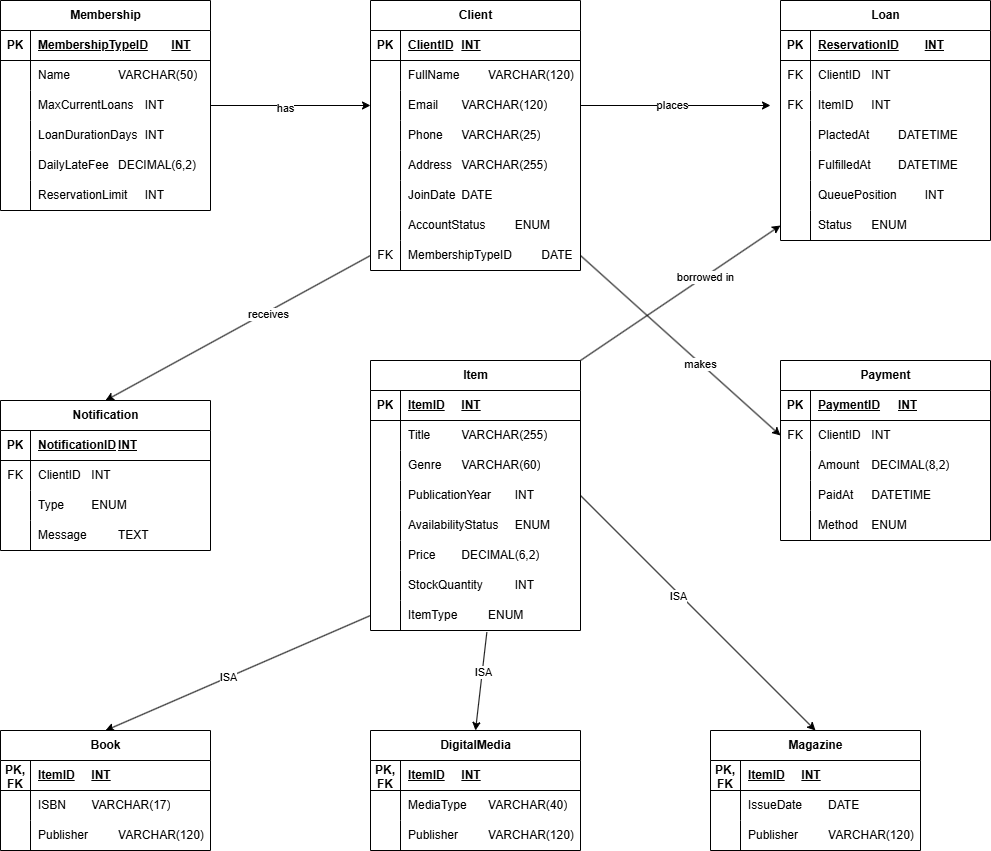 Membership
PK MembershipTypeID INT
Name VARCHAR(50)
MaxCurrentLoans INT
LoanDurationDays INT
DailyLateFee DECIMAL(6,2)
ReservationLimit INT
has
Client
PK ClientID INT
FullName VARCHAR(120)
Email VARCHAR(120)
Phone VARCHAR(25)
Address VARCHAR(255)
JoinDate DATE
AccountStatus ENUM
FK MembershipTypeID DATE
places
Loan
PK ReservationID INT
FK ClientID INT
FK ItemID INT
PlactedAt DATETIME
FulfilledAt DATETIME
QueuePosition INT
Status ENUM
borrowed in
receives
makes
Notification
PK NotificationID INT
FK ClientID INT
Type ENUM
Message TEXT
Item
PK ItemID INT
Title VARCHAR(255)
Genre VARCHAR(60)
PublicationYear INT
AvailabilityStatus ENUM
Price DECIMAL(6,2)
StockQuantity INT
ItemType ENUM
Payment
PK PaymentID INT
FK ClientID INT
Amount DECIMAL(8,2)
PaidAt DATETIME
Method ENUM
ISA
ISA
ISA
Book
PK, FK ItemID INT
ISBN VARCHAR(17)
Publisher VARCHAR(120)
DigitalMedia
PK, FK ItemID INT
MediaType VARCHAR(40)
Publisher VARCHAR(120)
Magazine
PK, FK ItemID INT
IssueDate DATE
Publisher VARCHAR(120)